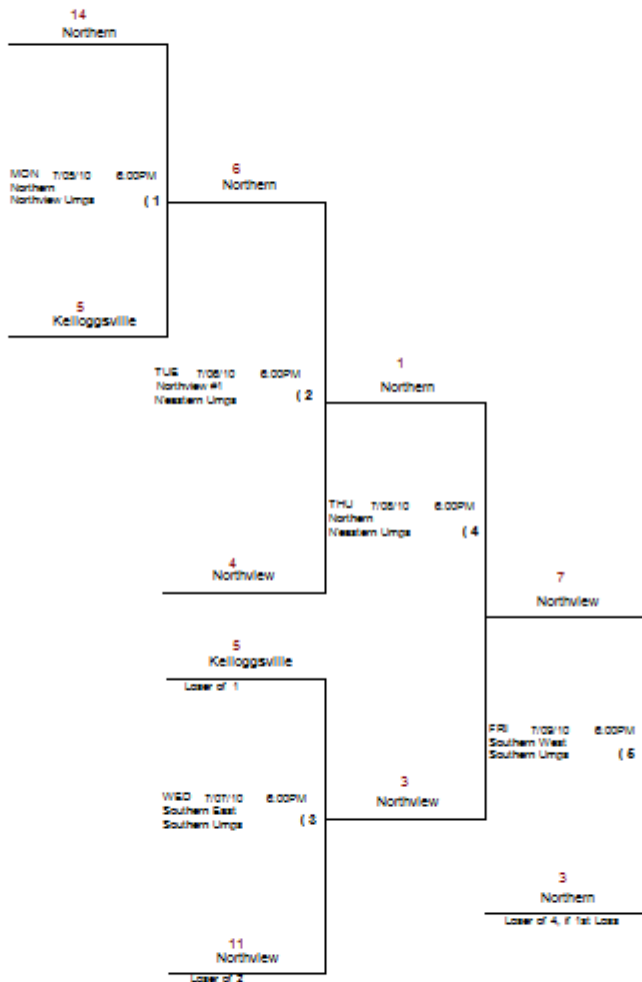 14
Northern
MON 7/05/10 6:00PM
Northern
Northview Umps (1
6
Northern
5
Kelloggsville
TUE 7/06/10 6:00PM
Northview #1
N'eastern Umps (2
1
Northern
THU 7/08/10 6:00PM
Northern
N'eastern Umps (4
4
Northview
7
Northview
5
Kelloggsville
Loser of 1
FRI 7/09/10 6:00PM
Southern West
Southern Umps (5
WED 7/07/10 6:00PM
Southern East
Southern Umps (3
3
Northview
3
Northern
Loser of 4, if 1st Loss
11
Northview
Loser of 2